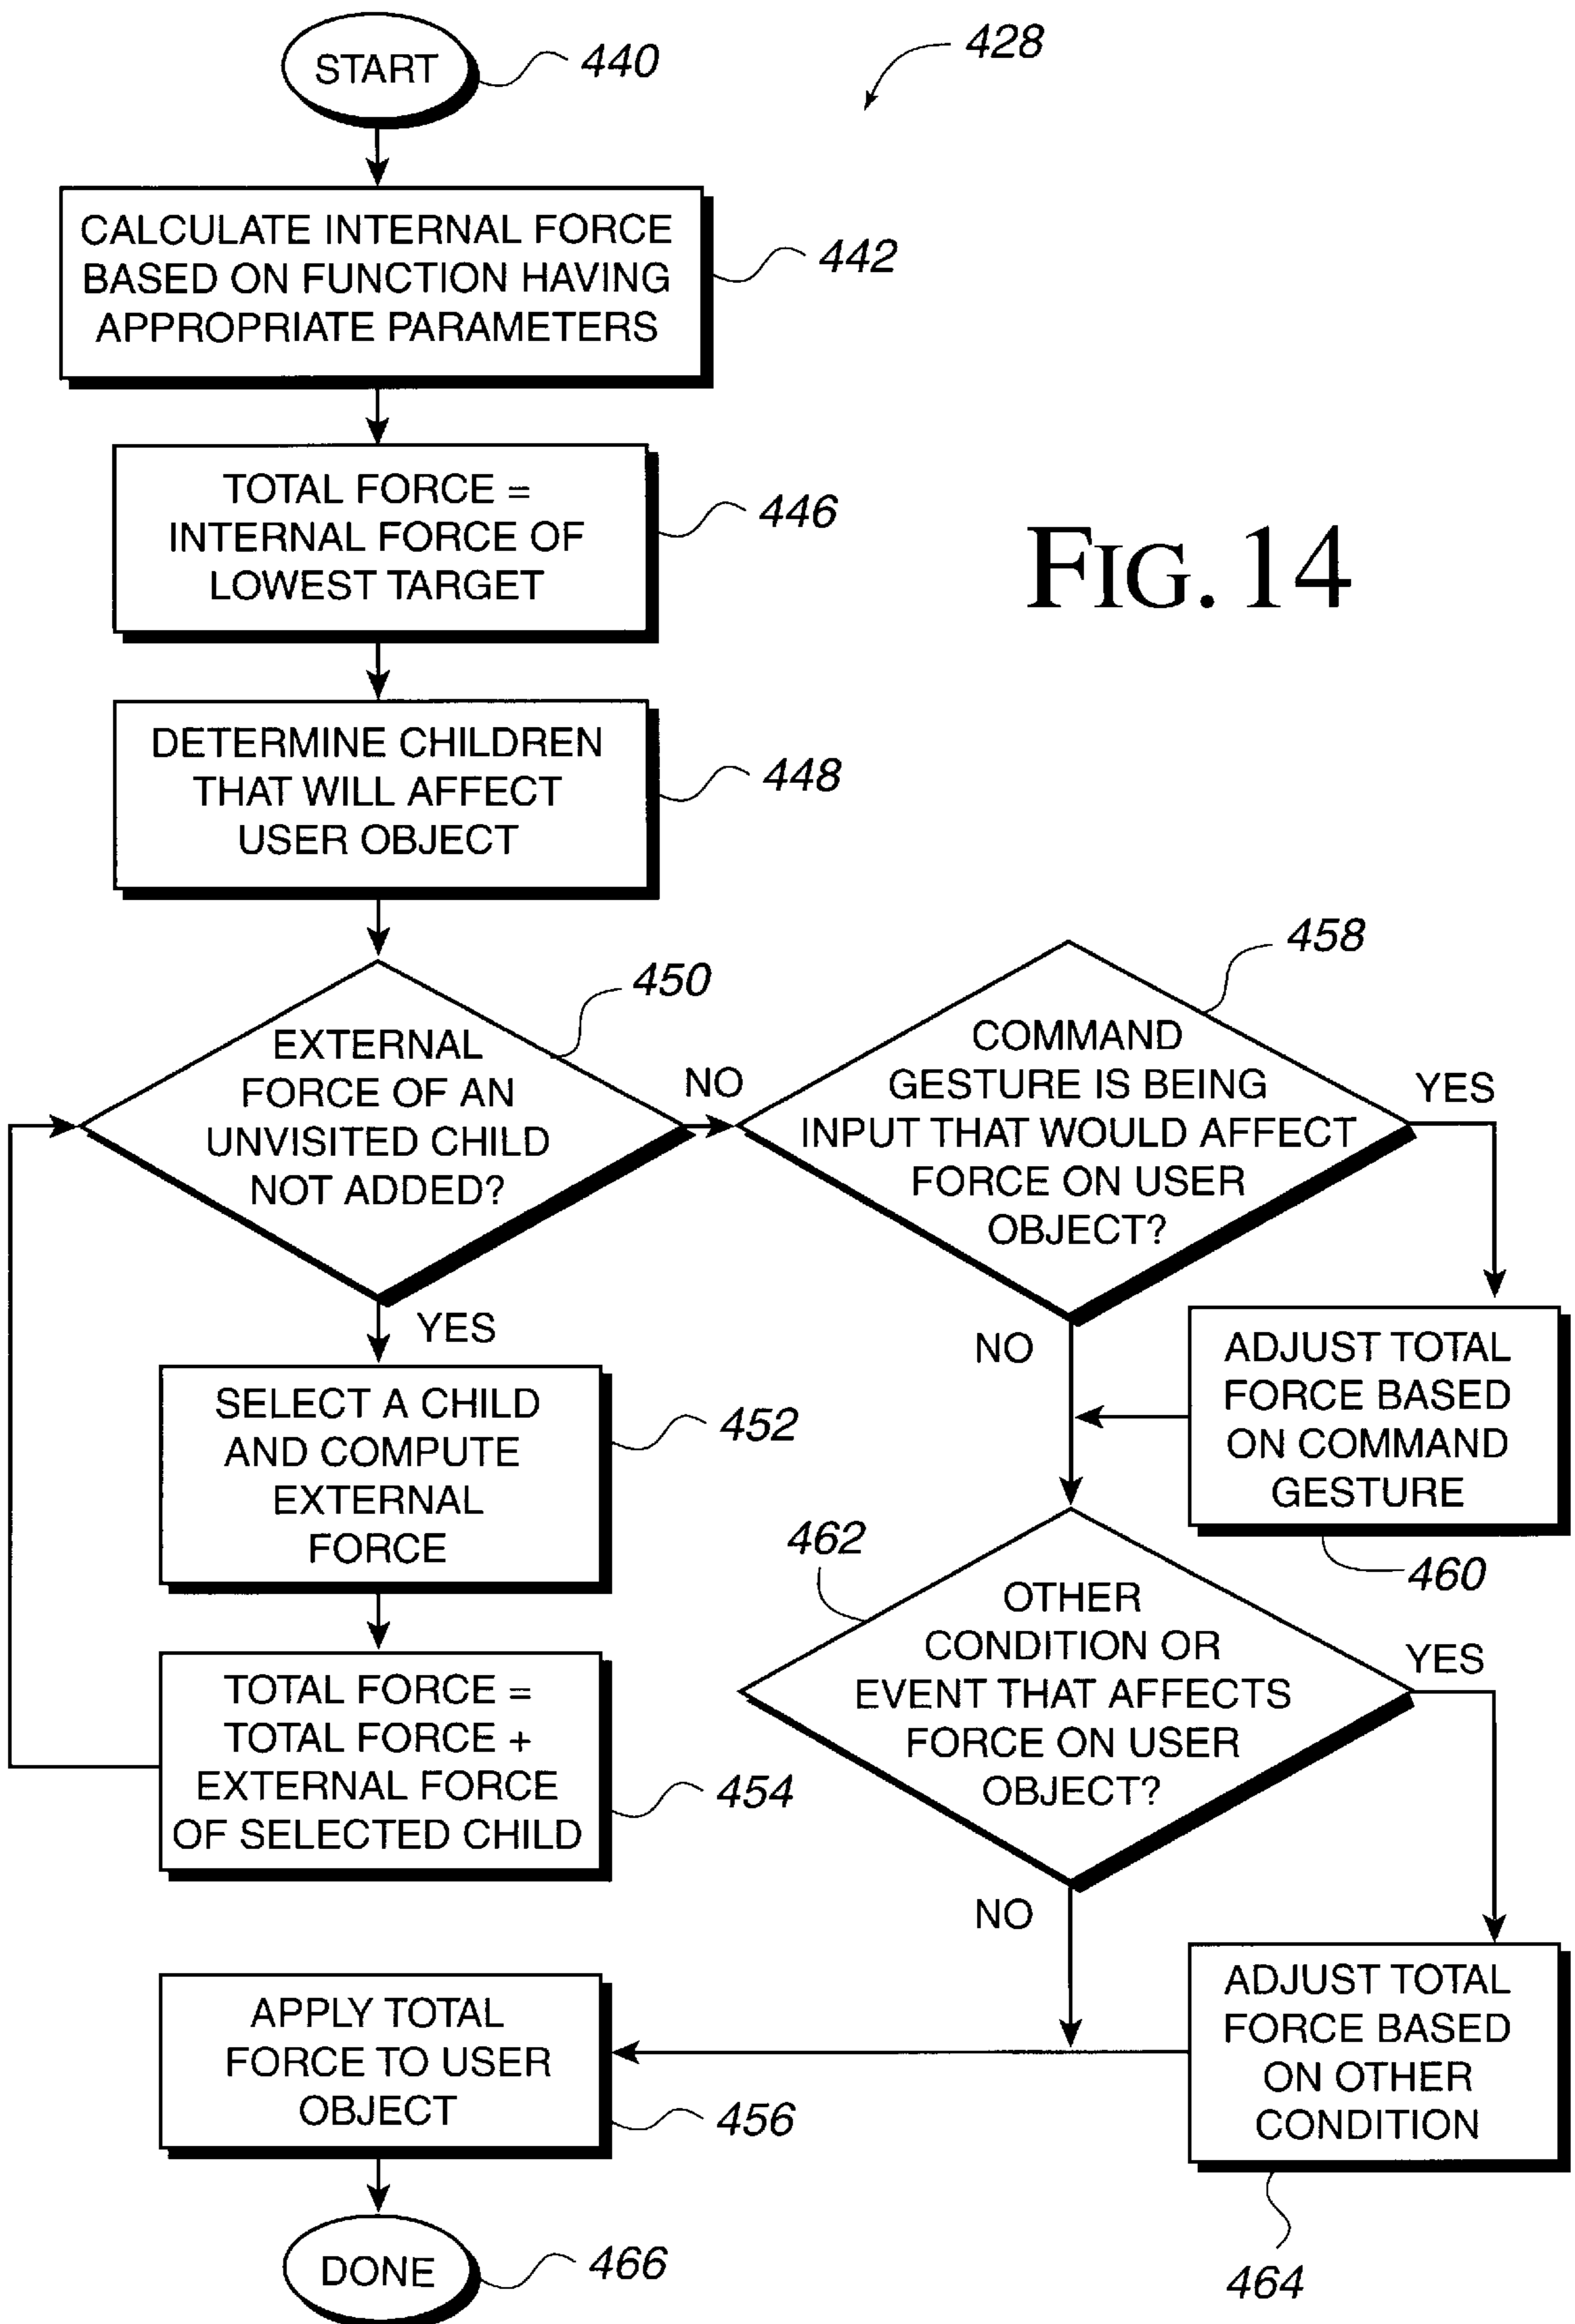 START
440
428
CALCULATE INTERNAL FORCE
BASED ON FUNCTION HAVING
APPROPRIATE PARAMETERS
442
TOTAL FORCE =
INTERNAL FORCE OF
LOWEST TARGET
446
FIG. 14
DETERMINE CHILDREN
THAT WILL AFFECT
USER OBJECT
448
EXTERNAL
FORCE OF AN
UNVISITED CHILD
NOT ADDED?
450
NO
YES
COMMAND
GESTURE IS BEING
INPUT THAT WOULD AFFECT
FORCE ON USER
OBJECT?
458
YES
NO
SELECT A CHILD
AND COMPUTE
EXTERNAL
FORCE
452
ADJUST TOTAL
FORCE BASED
ON COMMAND
GESTURE
460
TOTAL FORCE =
TOTAL FORCE +
EXTERNAL FORCE
OF SELECTED CHILD
454
462
OTHER
CONDITION OR
EVENT THAT AFFECTS
FORCE ON USER
OBJECT?
YES
NO
APPLY TOTAL
FORCE TO USER
OBJECT
456
ADJUST TOTAL
FORCE BASED
ON OTHER
CONDITION
464
DONE
466